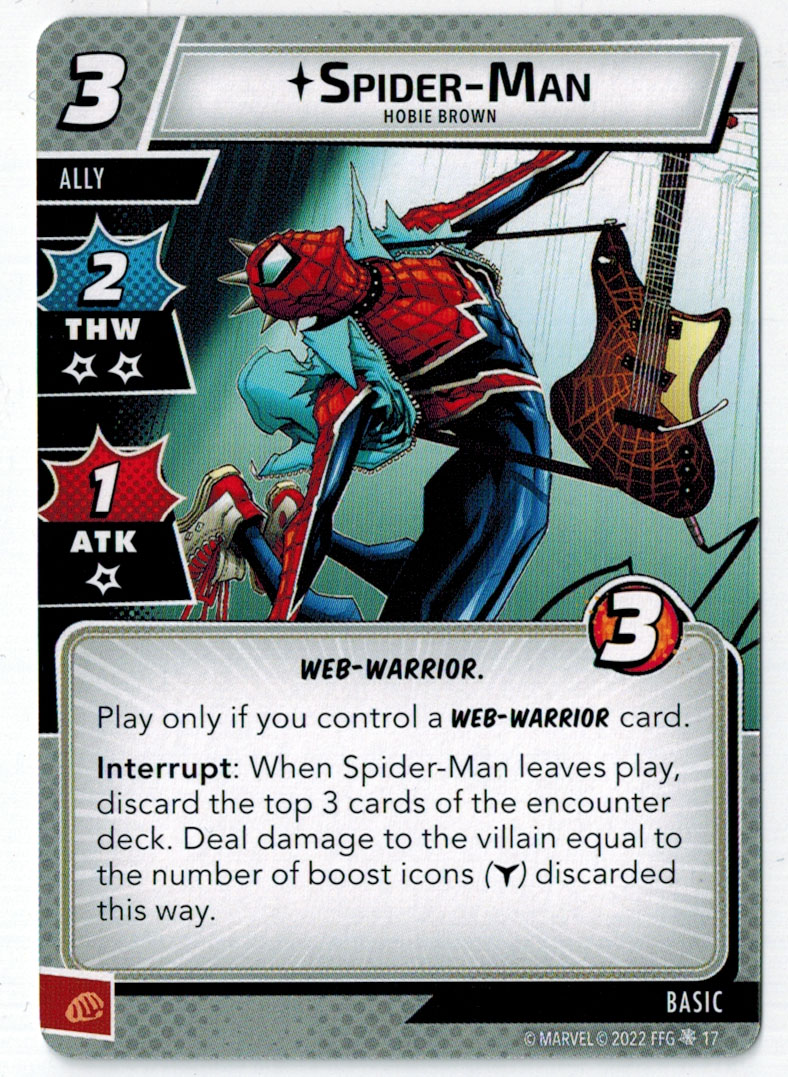 3
SPIDER-MAN
HOBIE BROWN
ALLY
2
THW
1
ATK
3
WEB-WARRIOR.
Play only if you control a WEB-WARRIOR card.
Interrupt: When Spider-Man leaves play,
discard the top 3 cards of the encounter
deck. Deal damage to the villain equal to
the number of boost icons () discarded
this way.
BASIC
© MARVEL © 2022 FFG 17